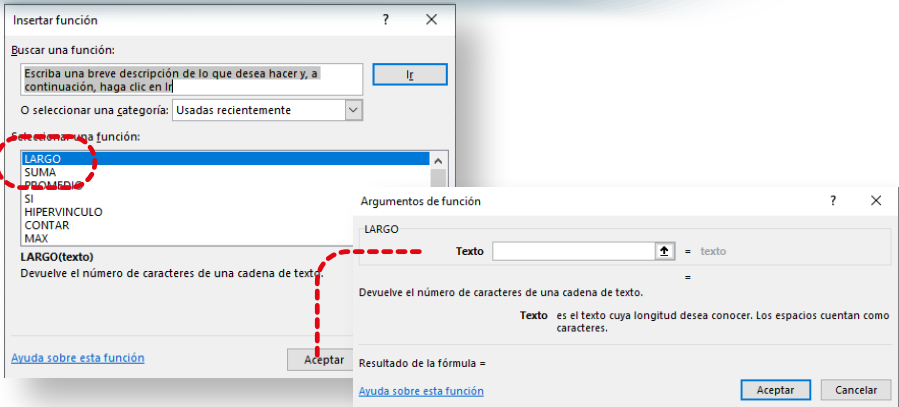 Insertar función ? X
Buscar una función:
Escriba una breve descripción de lo que desea hacer y, a
continuación, haga clic en Ir
Ir
O seleccionar una categoría: Usadas recientemente
Seleccionar una función:
LARGO
SUMA
PROMEDIO
SI
HIPERVINCULO
CONTAR
MAX
LARGO(texto)
Devuelve el número de caracteres de una cadena de texto.
Ayuda sobre esta función
Aceptar
Argumentos de función ? X
LARGO
Texto = texto
=
Devuelve el número de caracteres de una cadena de texto.
Texto es el texto cuya longitud desea conocer. Los espacios cuentan como
caracteres.
Resultado de la fórmula =
Ayuda sobre esta función
Aceptar Cancelar